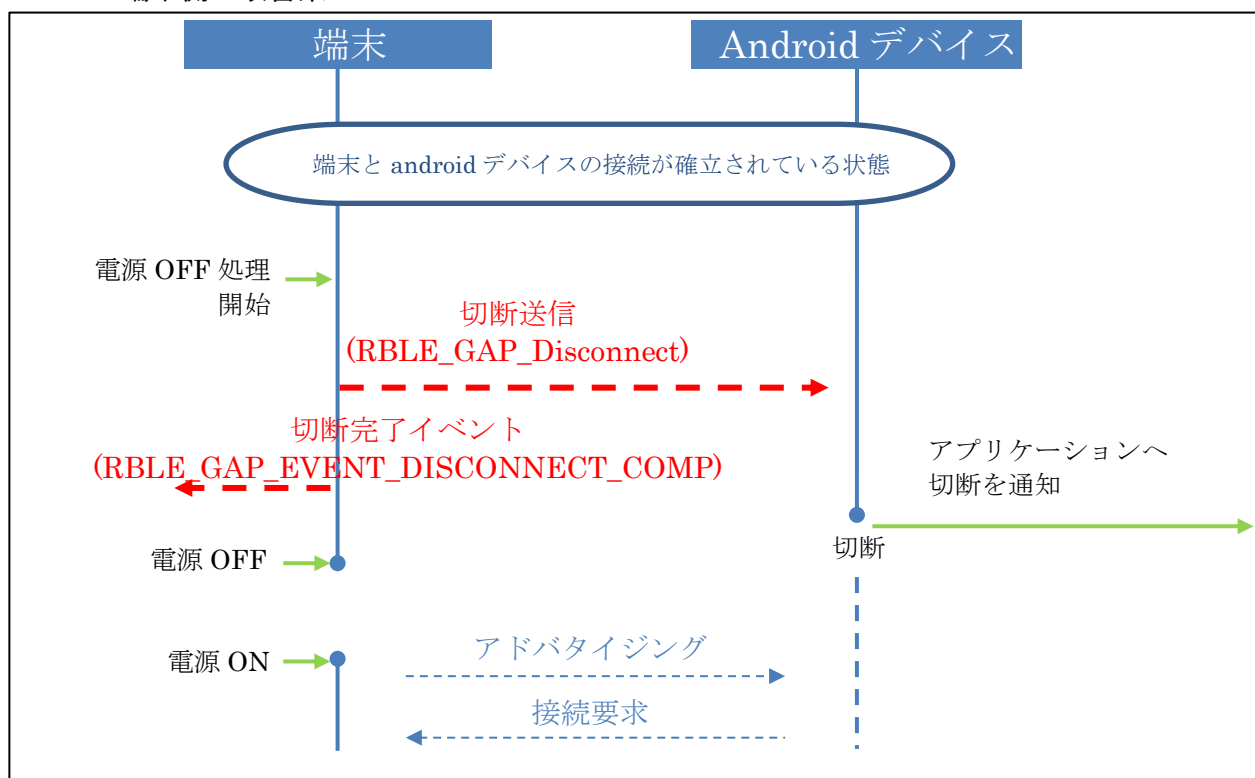 端末
Android デバイス
端末と android デバイスの接続が確立されている状態
電源 OFF 処理
開始
切断送信
(RBLE_GAP_Disconnect)
切断完了イベント
(RBLE_GAP_EVENT_DISCONNECT_COMP)
アプリケーションへ
切断を通知
切断
電源 OFF
電源 ON
アドバタイジング
接続要求